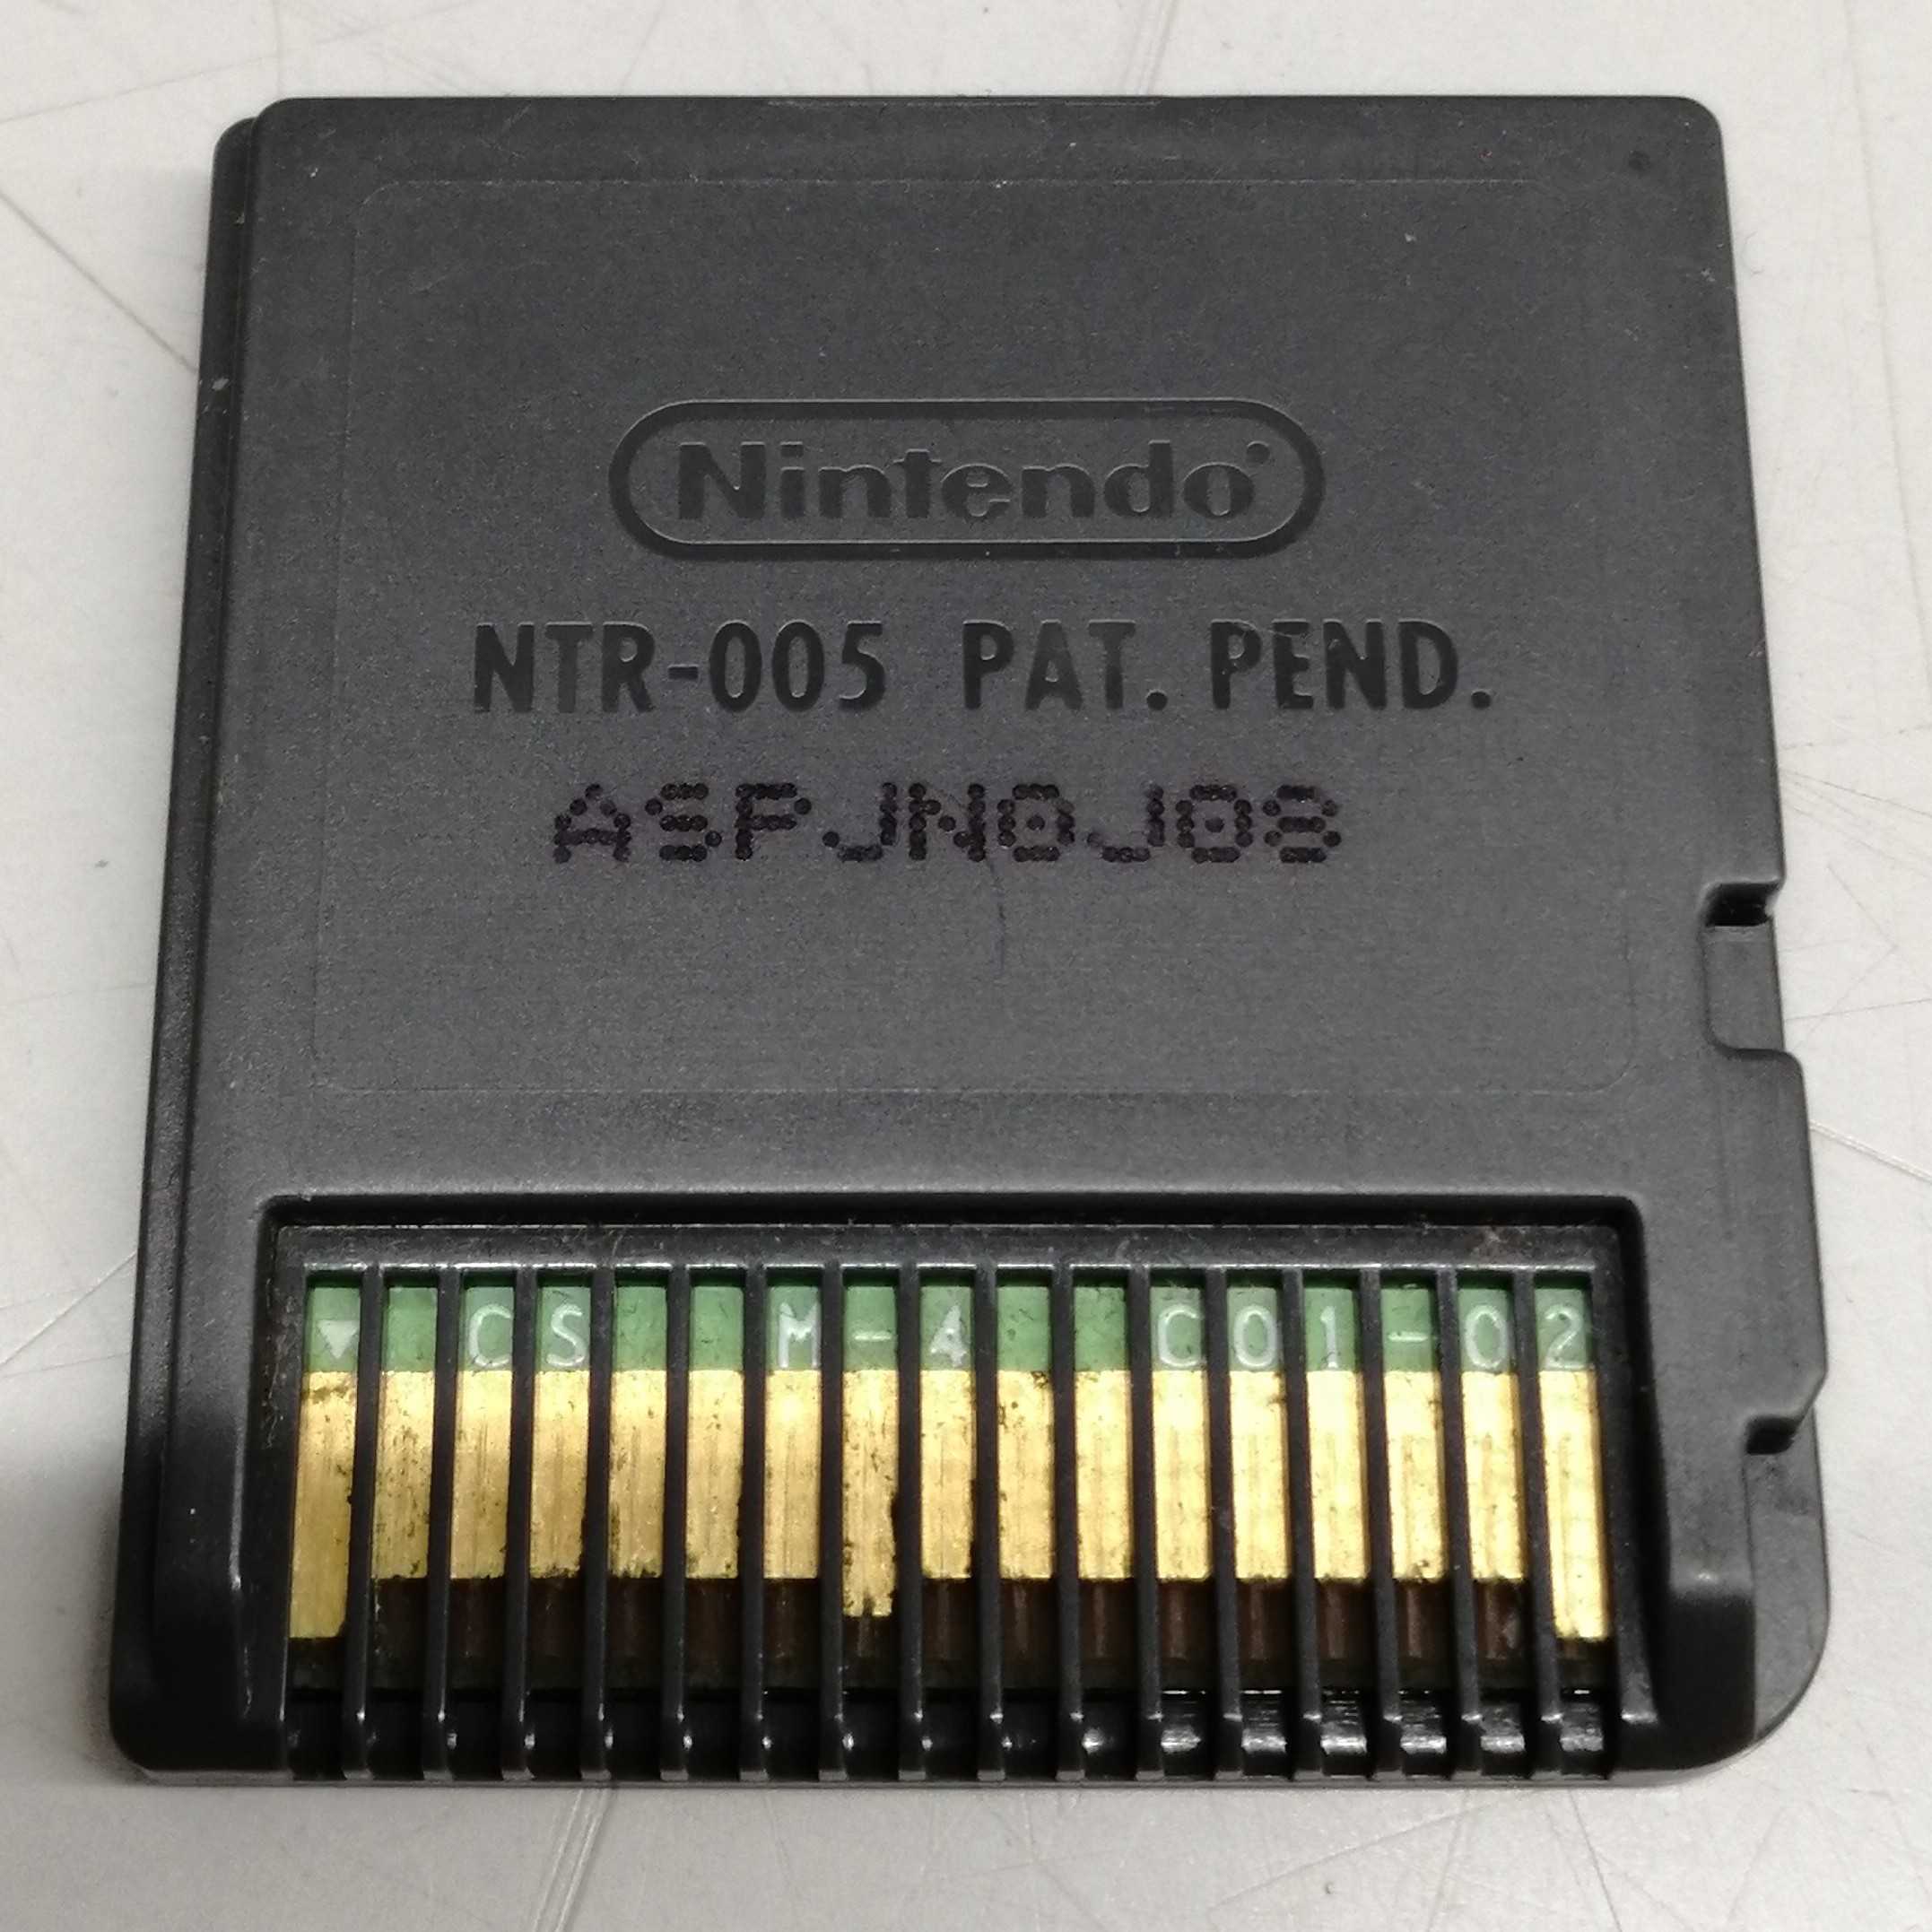 Nintendo®
NTR-005 PAT. PEND.
ASPJN0J08
CS M-4 C01-02